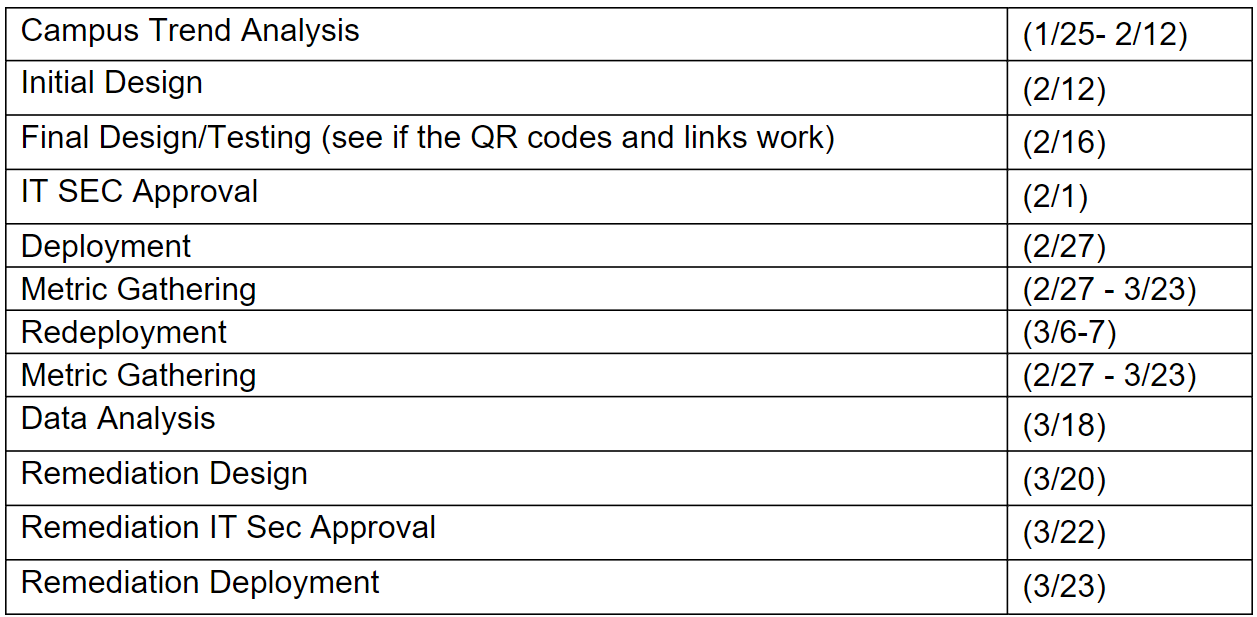 Campus Trend Analysis (1/25- 2/12)
Initial Design (2/12)
Final Design/Testing (see if the QR codes and links work) (2/16)
IT SEC Approval (2/1)
Deployment (2/27)
Metric Gathering (2/27 - 3/23)
Redeployment (3/6-7)
Metric Gathering (2/27 - 3/23)
Data Analysis (3/18)
Remediation Design (3/20)
Remediation IT Sec Approval (3/22)
Remediation Deployment (3/23)